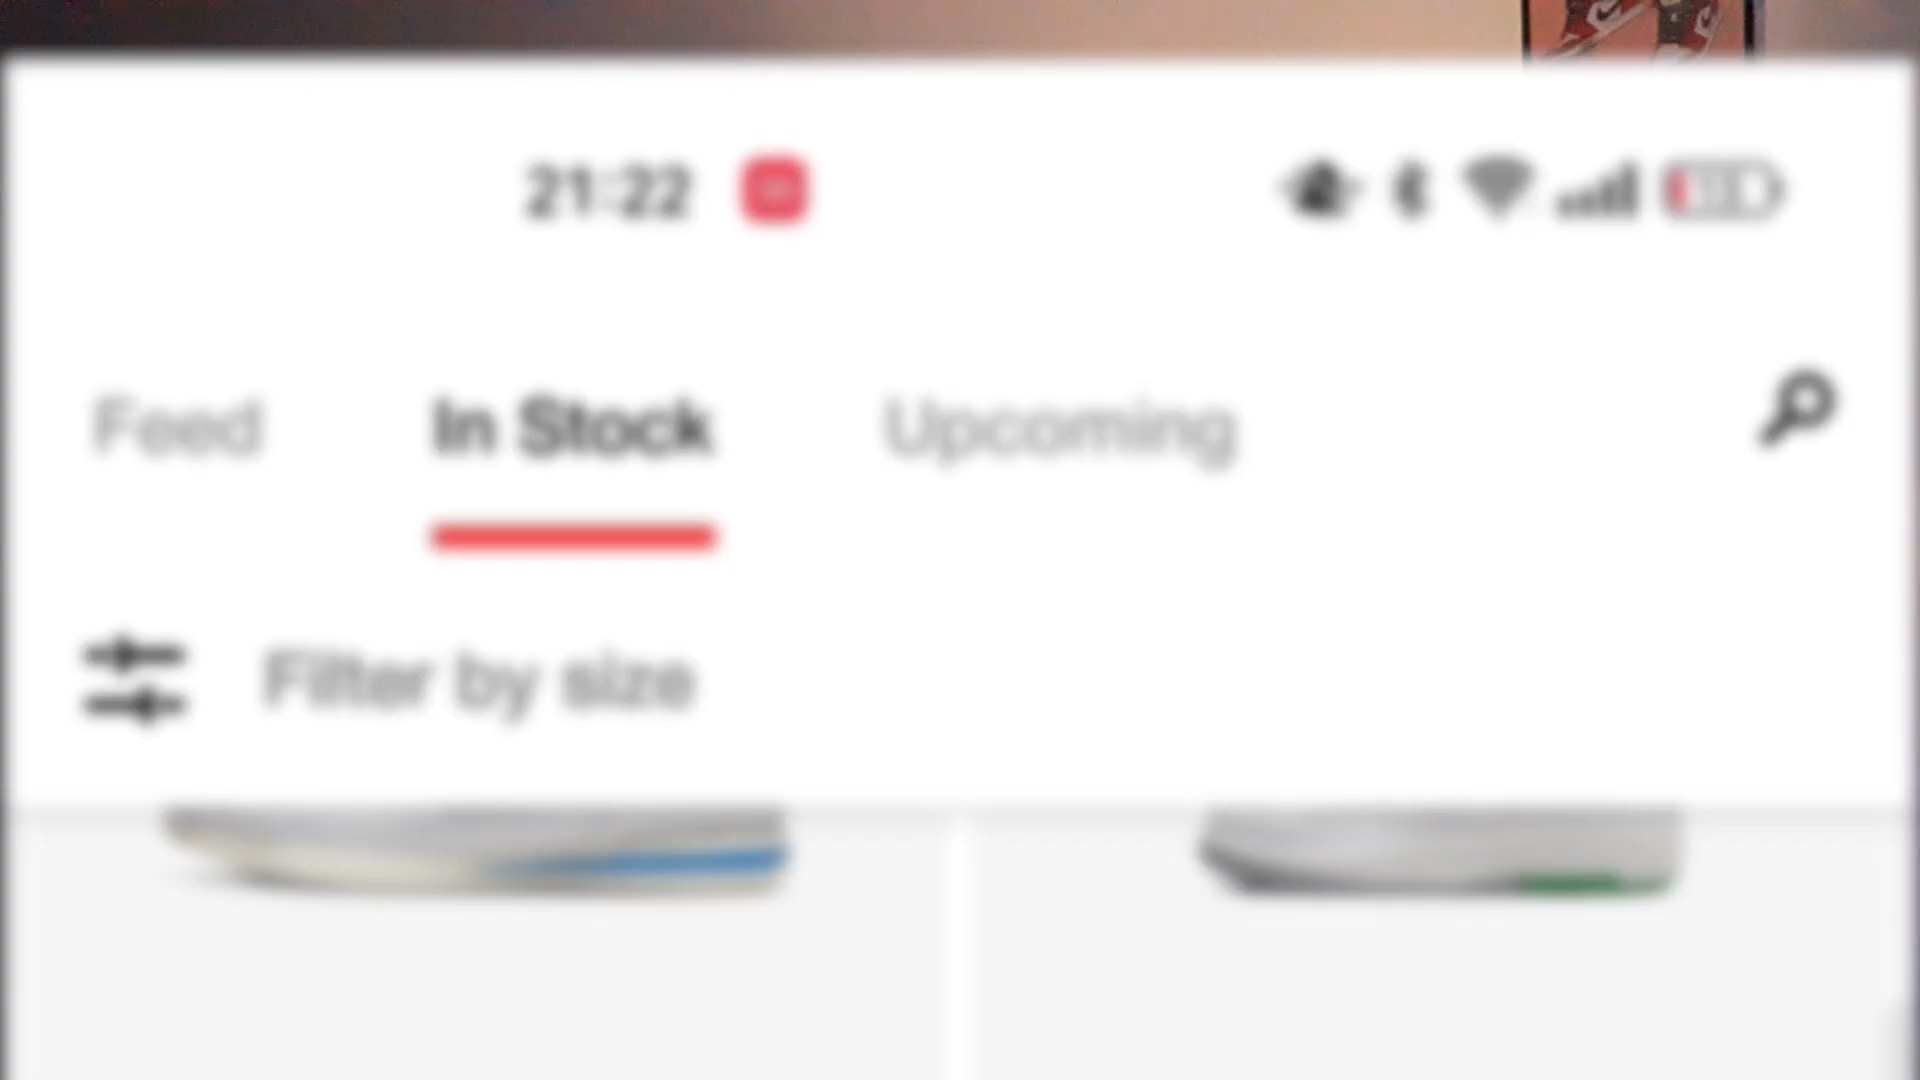 21:22
Feed
In Stock
Upcoming
Filter by size